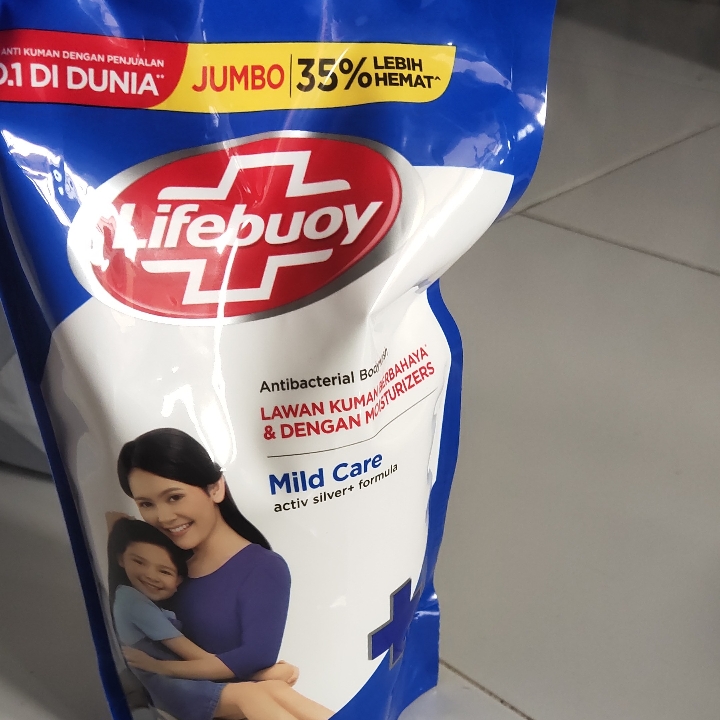 ANTI KUMAN DENGAN PENJUALAN
.1 DI DUNIA**
JUMBO 35% LEBIH HEMAT^
Lifebuoy
Antibacterial
LAWAN KUMAN BERBAHAYA*
& DENGAN MOISTURIZERS
Mild Care
activ silver+ formula